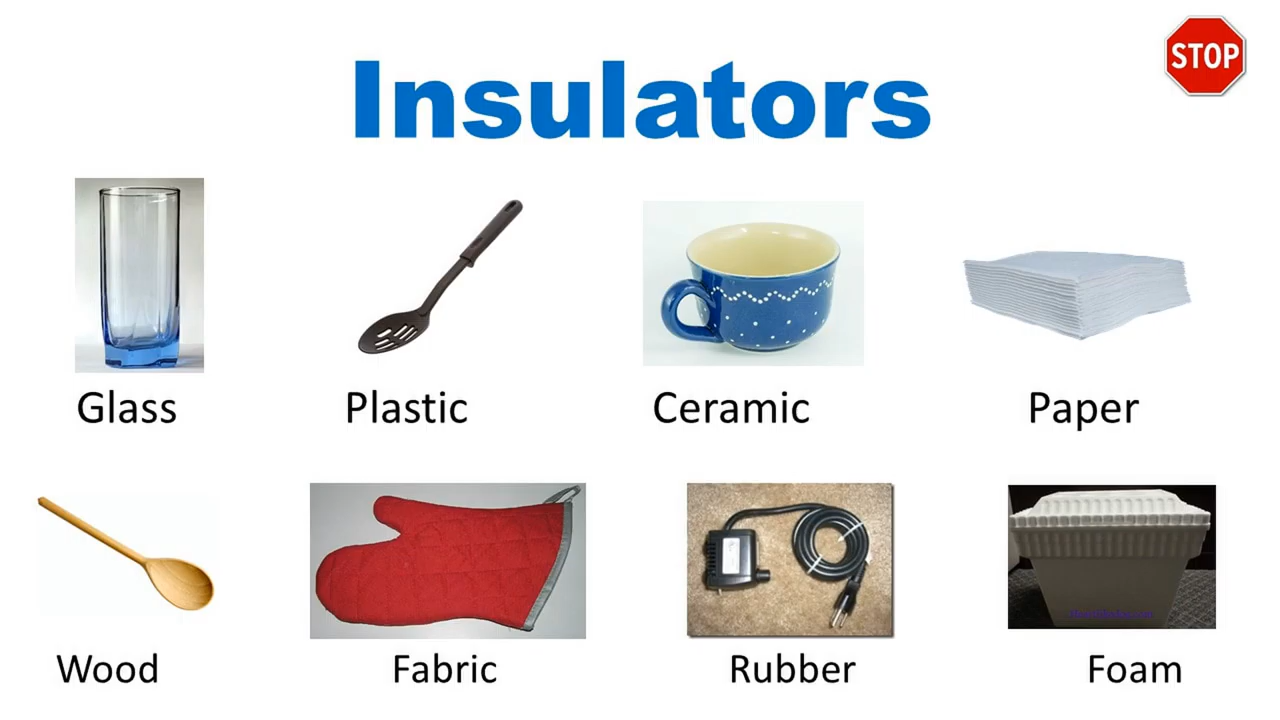 STOP
Insulators
Glass
Plastic
Ceramic
Paper
Wood
Fabric
Rubber
Foam